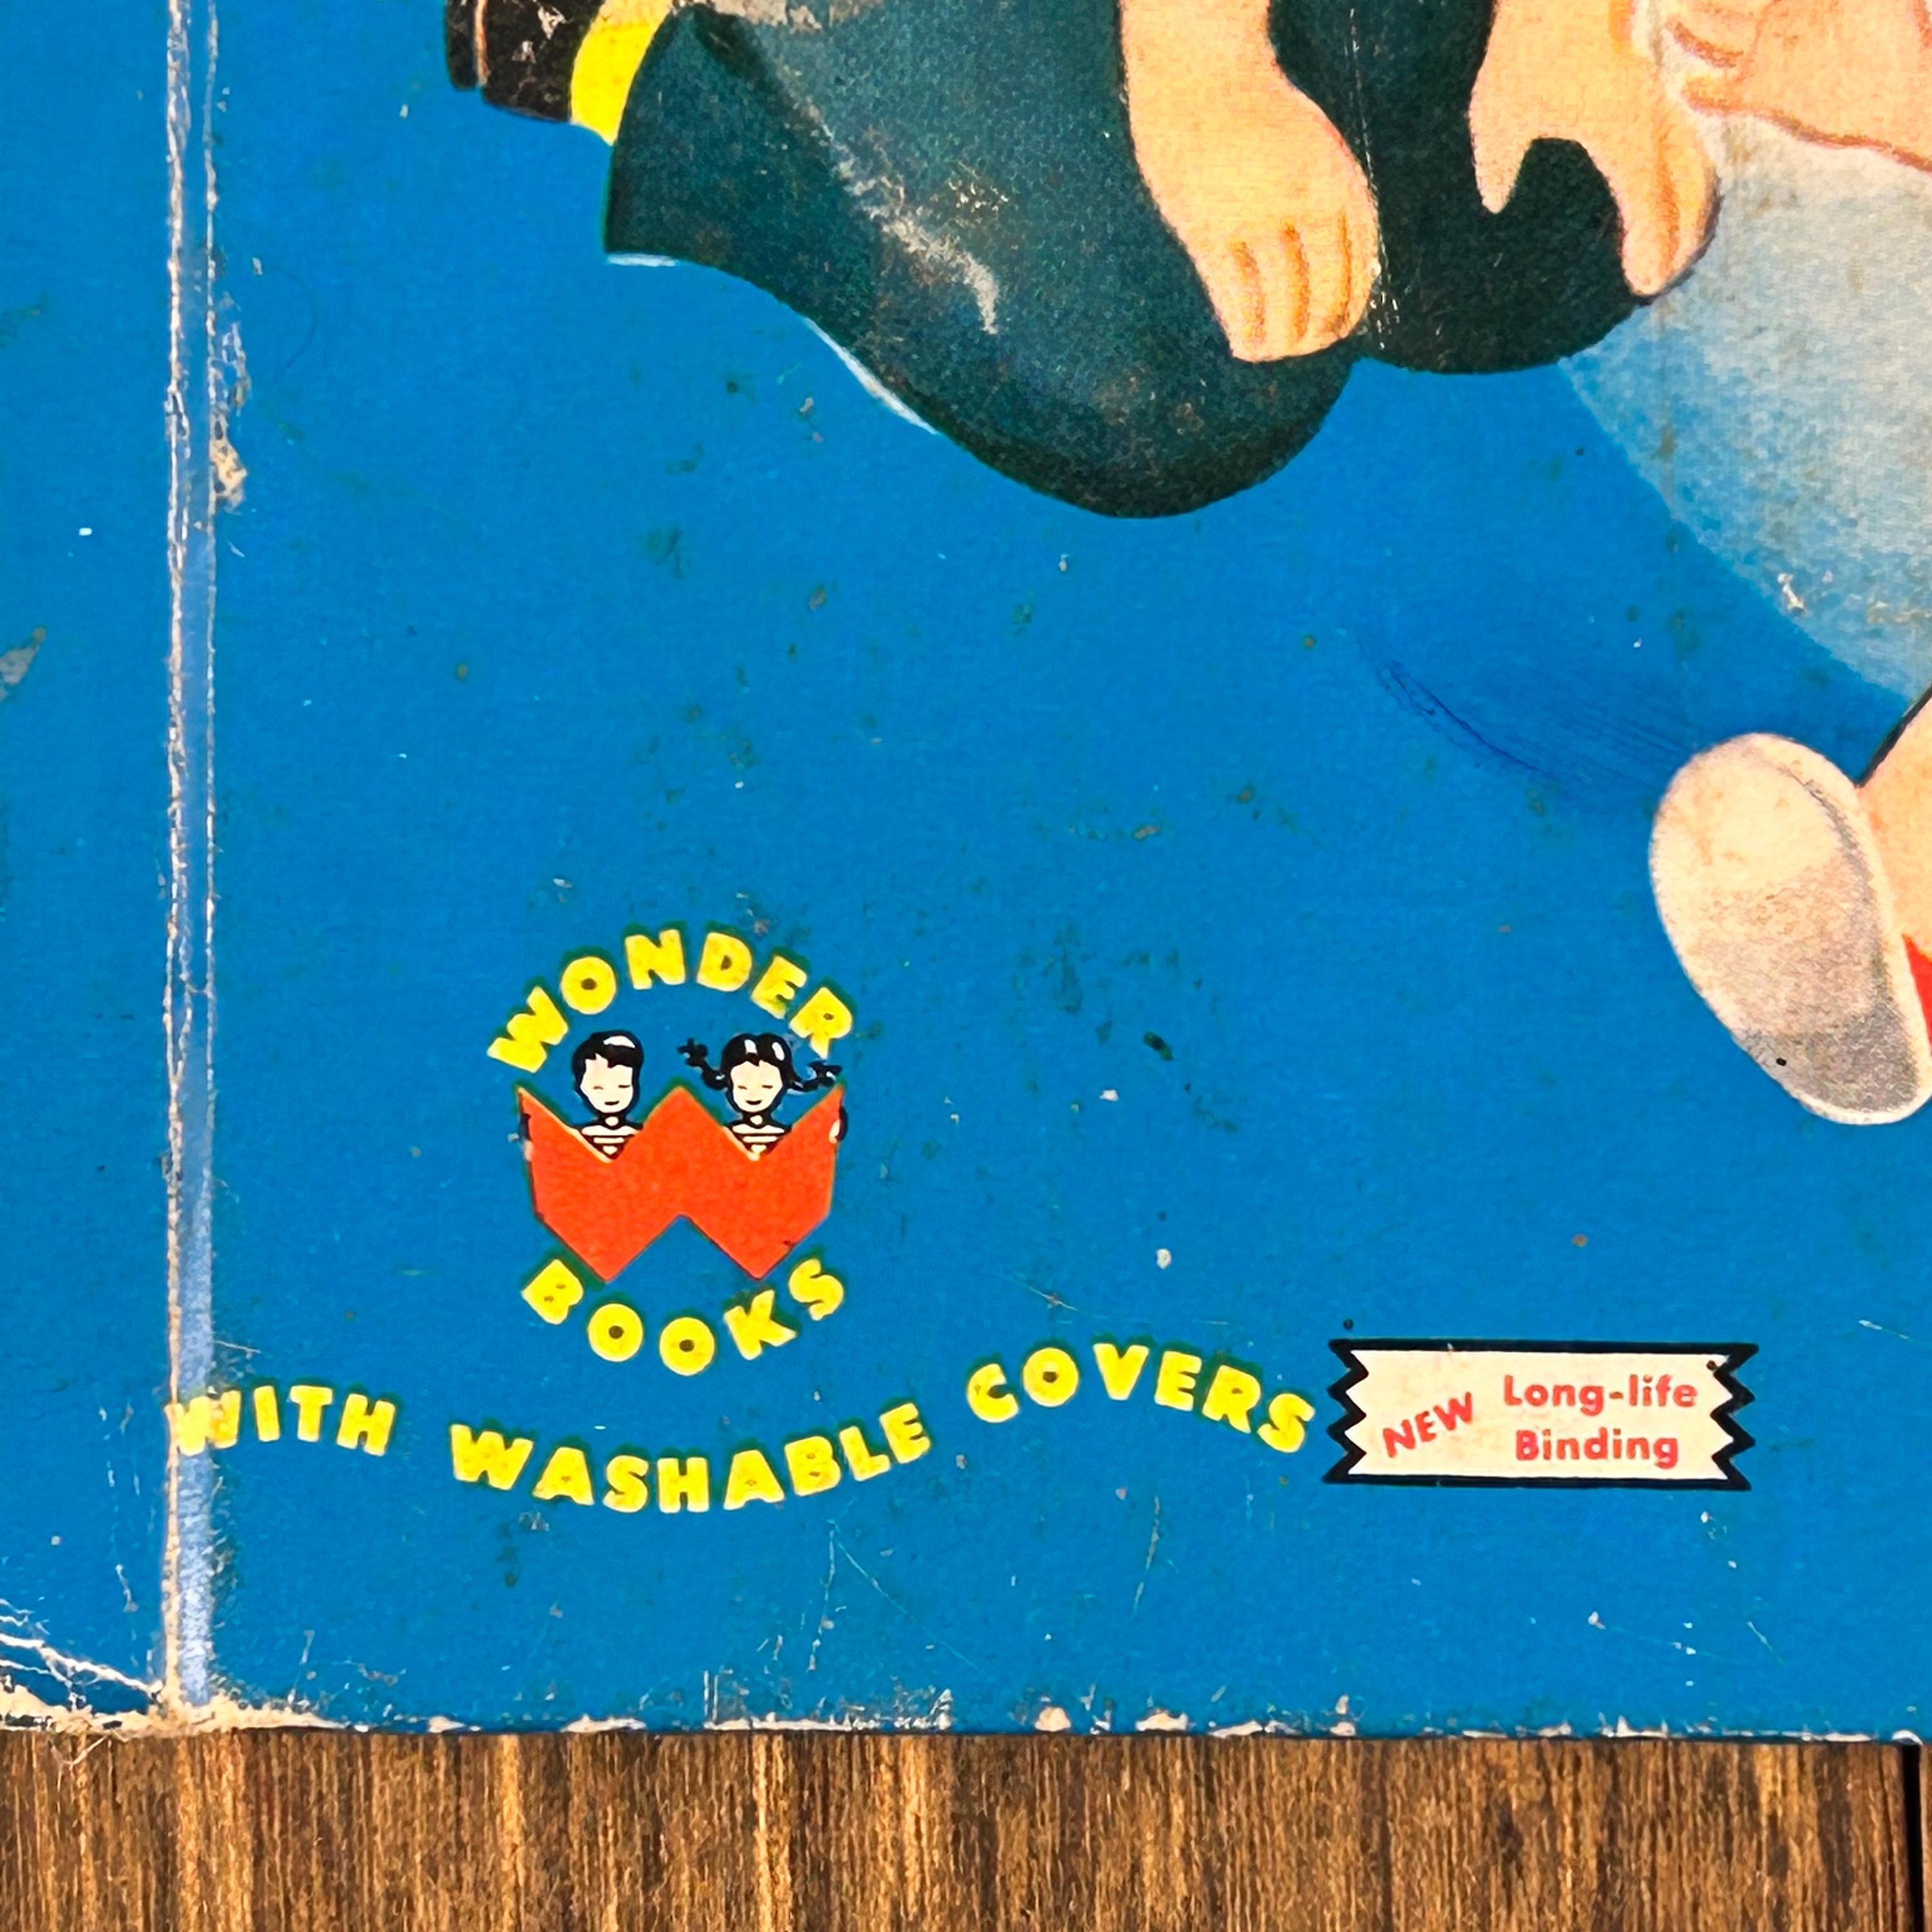 WONDER
BOOKS
WITH WASHABLE COVERS
NEW Long-life
Binding